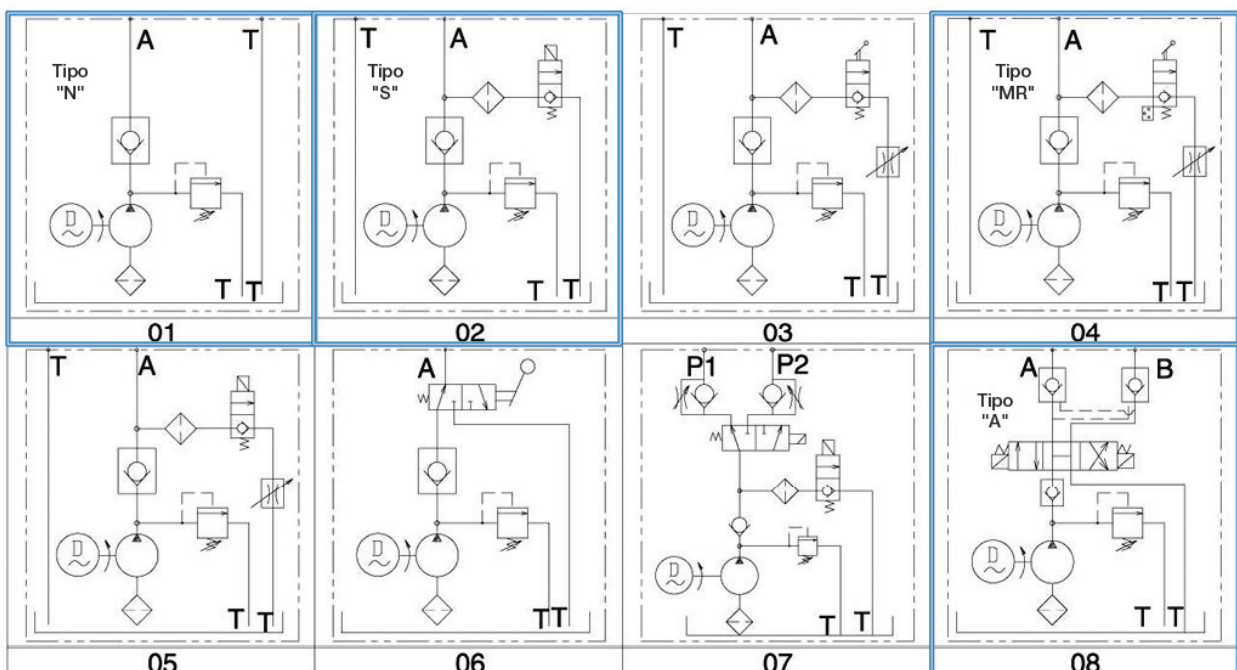 A T
Tipo
"N"
D
T T
01
T A
Tipo
"S"
D
T T
02
T A
D
T T
03
T A
Tipo
"MR"
D
T T
04
T A
D
T T
05
A
D
T T
06
P1 P2
D
T T
07
A B
Tipo
"A"
D
T T
08